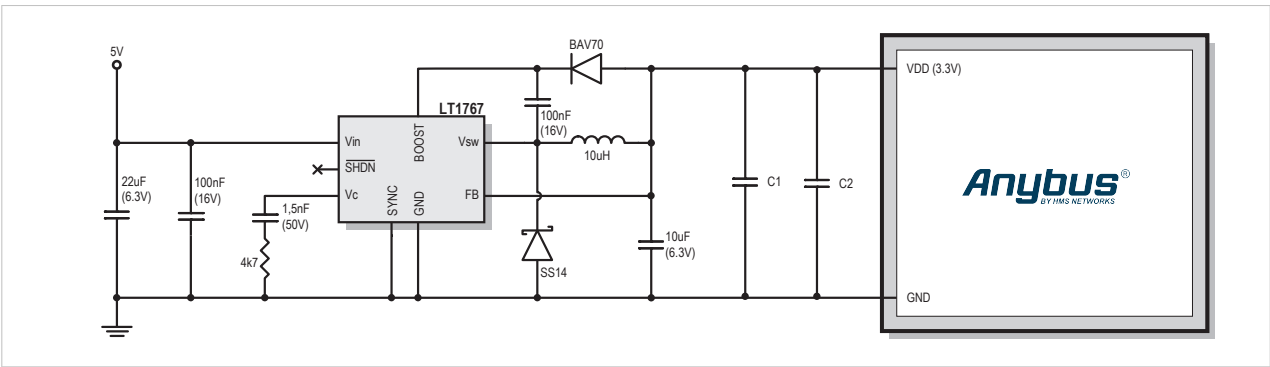 5V
BAV70
VDD (3.3V)
LT1767
100nF
(16V)
Vin
BOOST
Vsw
10uH
SHDN
22uF
(6.3V)
100nF
(16V)
C1
C2
Anybus®
BY HMS NETWORKS
Vc
SYNC
GND
FB
1,5nF
(50V)
10uF
(6.3V)
4k7
SS14
GND